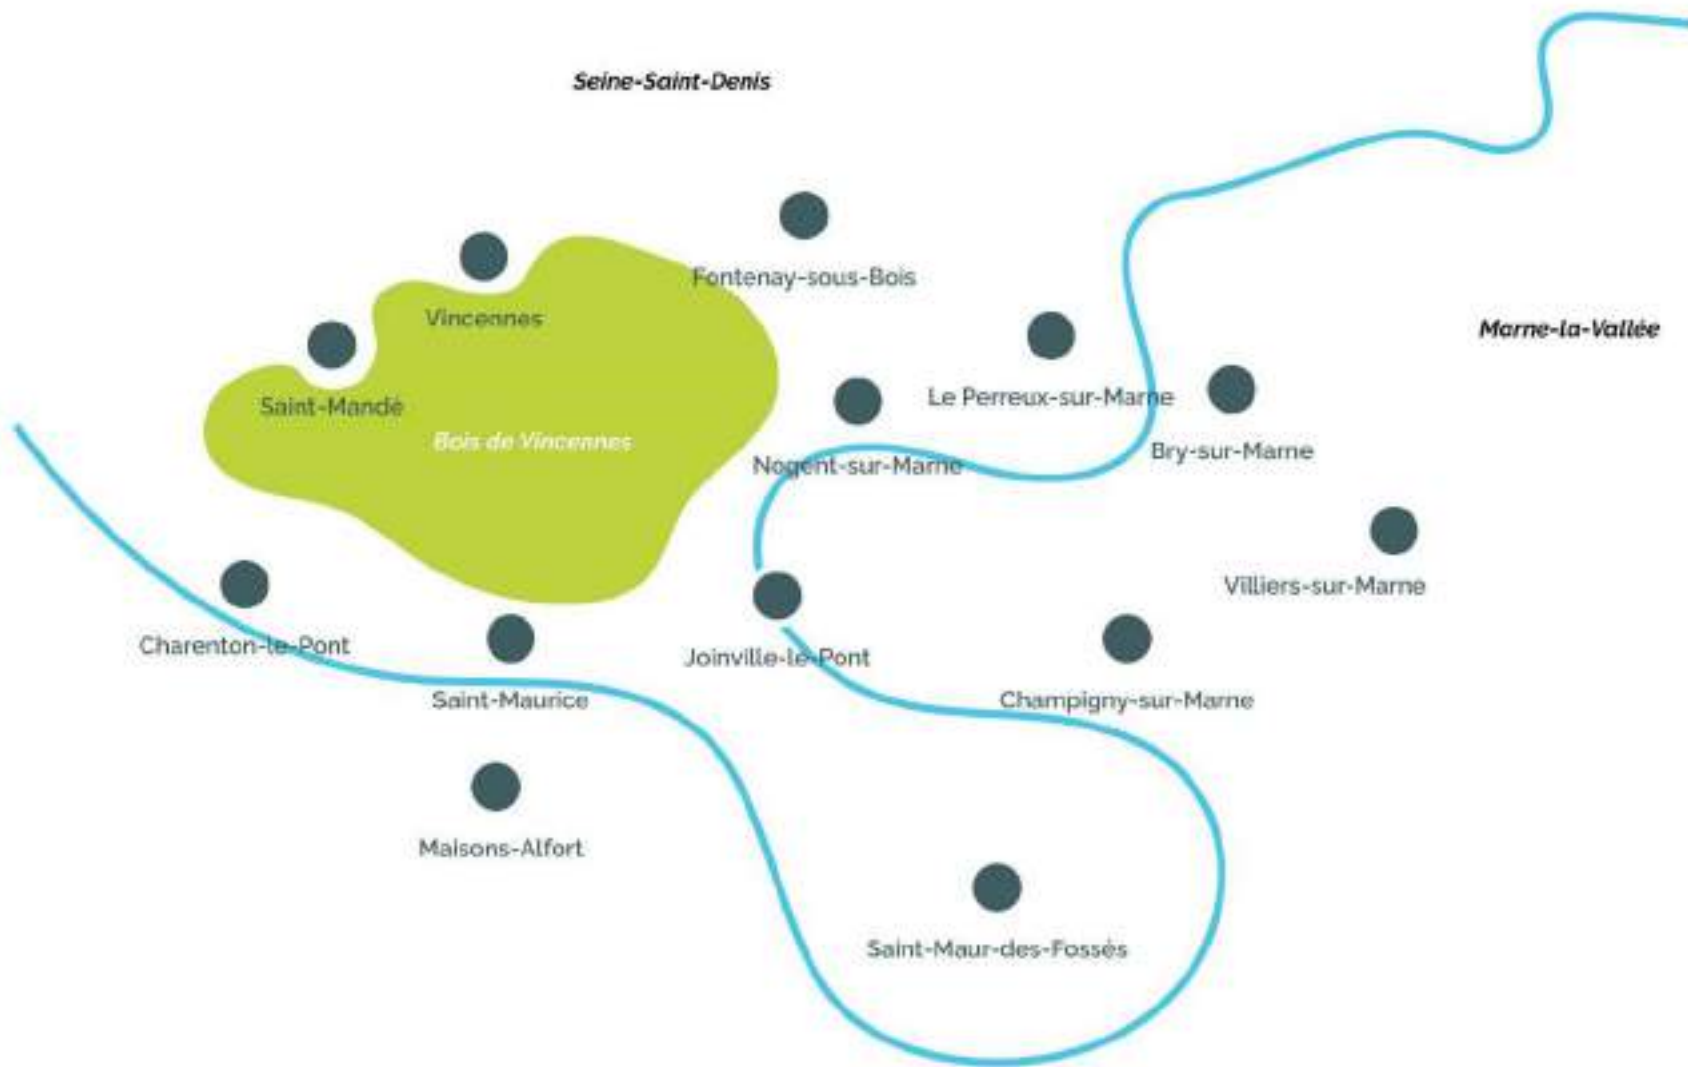 Seine-Saint-Denis
Fontenay-sous-Bois
Vincennes
Marne-la-Vallée
Le Perreux-sur-Marne
Saint-Mandé
Bois de Vincennes
Bry-sur-Marne
Nogent-sur-Marne
Villiers-sur-Marne
Charenton-le-Pont
Joinville-le-Pont
Saint-Maurice
Champigny-sur-Marne
Maisons-Alfort
Saint-Maur-des-Fossés